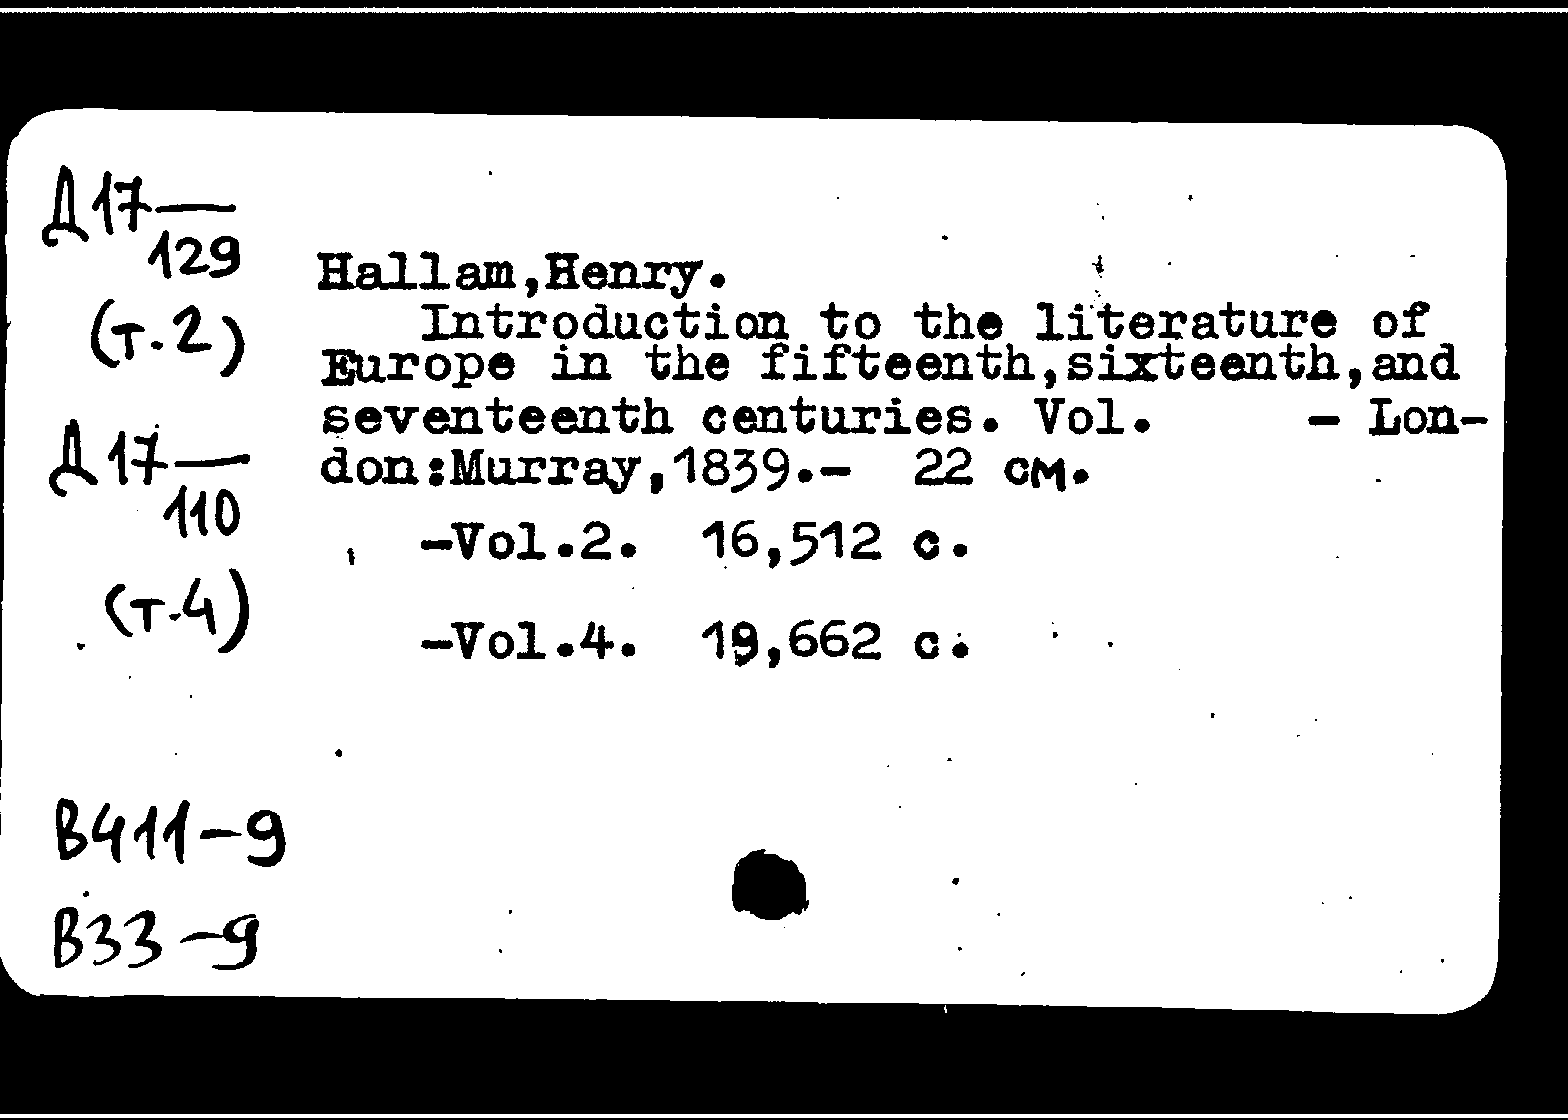 Д17—
129
(т.2)
Д17—
110
(т.4)
Hallam,Henry.
Introduction to the literature of
Europe in the fifteenth,sixteenth,and
seventeenth centuries. Vol. - Lon-
don:Murray,1839.- 22 см.
-Vol.2. 16,512 с.
-Vol.4. 19,662 с.
В411-9
В33-9